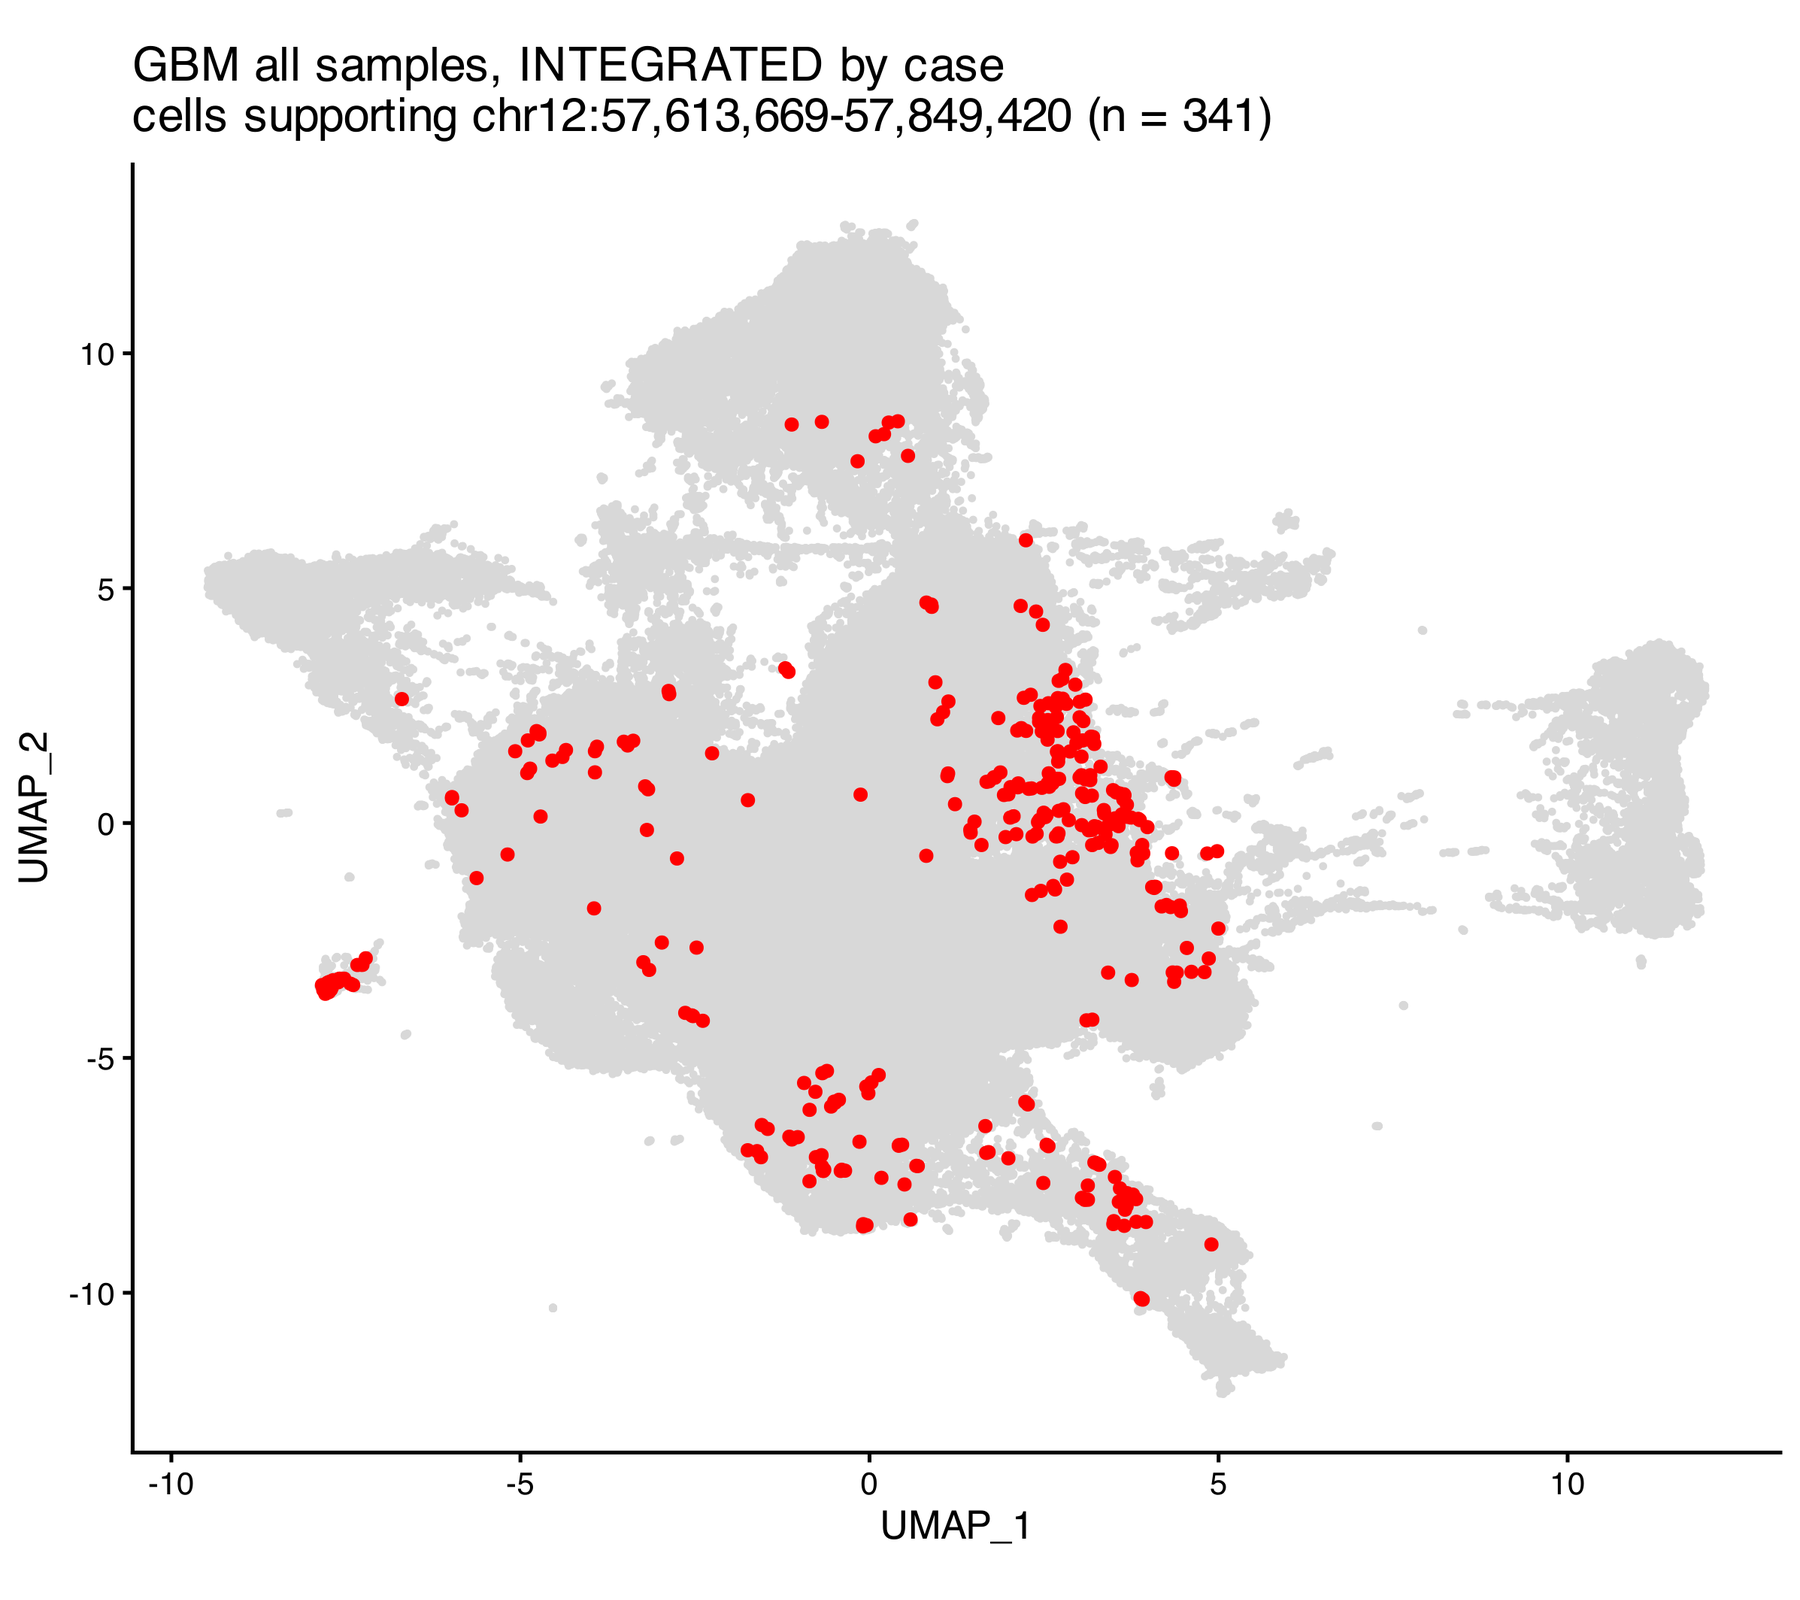 GBM all samples, INTEGRATED by case
cells supporting chr12:57,613,669-57,849,420 (n = 341)
UMAP_2
10
5
0
-5
-10
-10
-5
0
5
10
UMAP_1